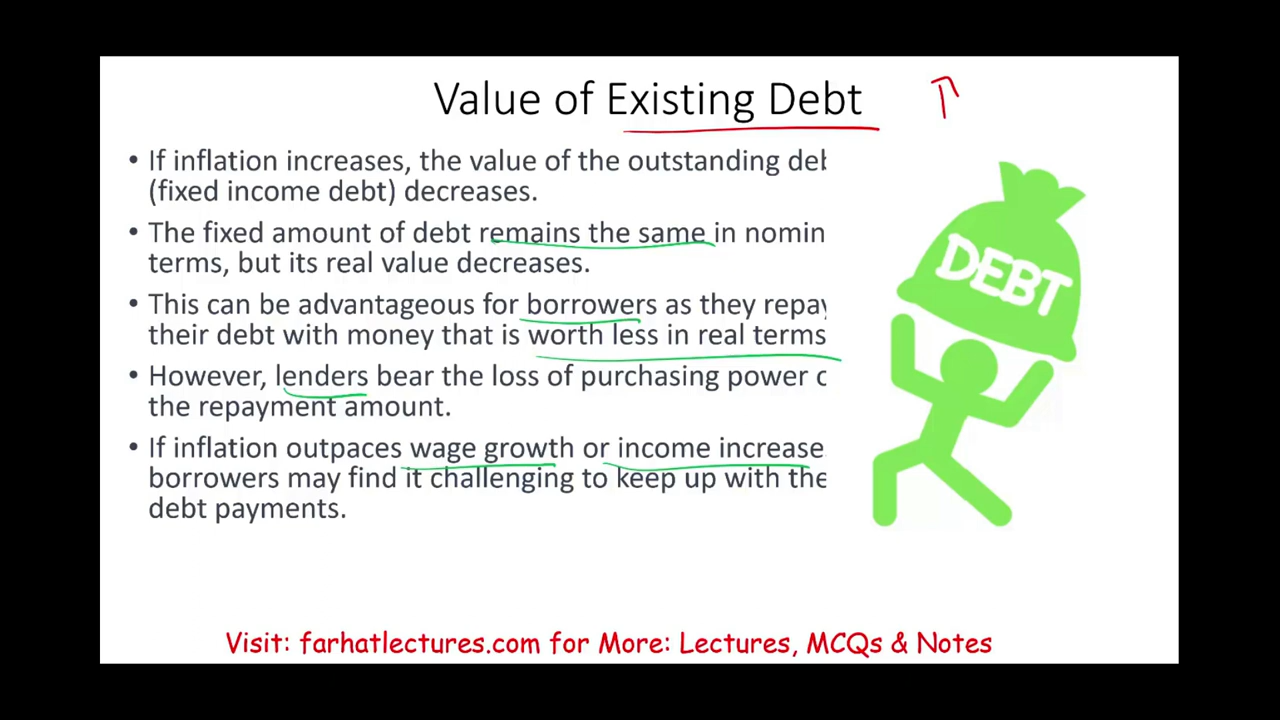 Value of Existing Debt
• If inflation increases, the value of the outstanding deb
(fixed income debt) decreases.
• The fixed amount of debt remains the same in nomin
terms, but its real value decreases.
• This can be advantageous for borrowers as they repay
their debt with money that is worth less in real terms
• However, lenders bear the loss of purchasing power
the repayment amount.
• If inflation outpaces wage growth or income increase
borrowers may find it challenging to keep up with the
debt payments.
DEBT
Visit: farhatlectures.com for More: Lectures, MCQs & Notes